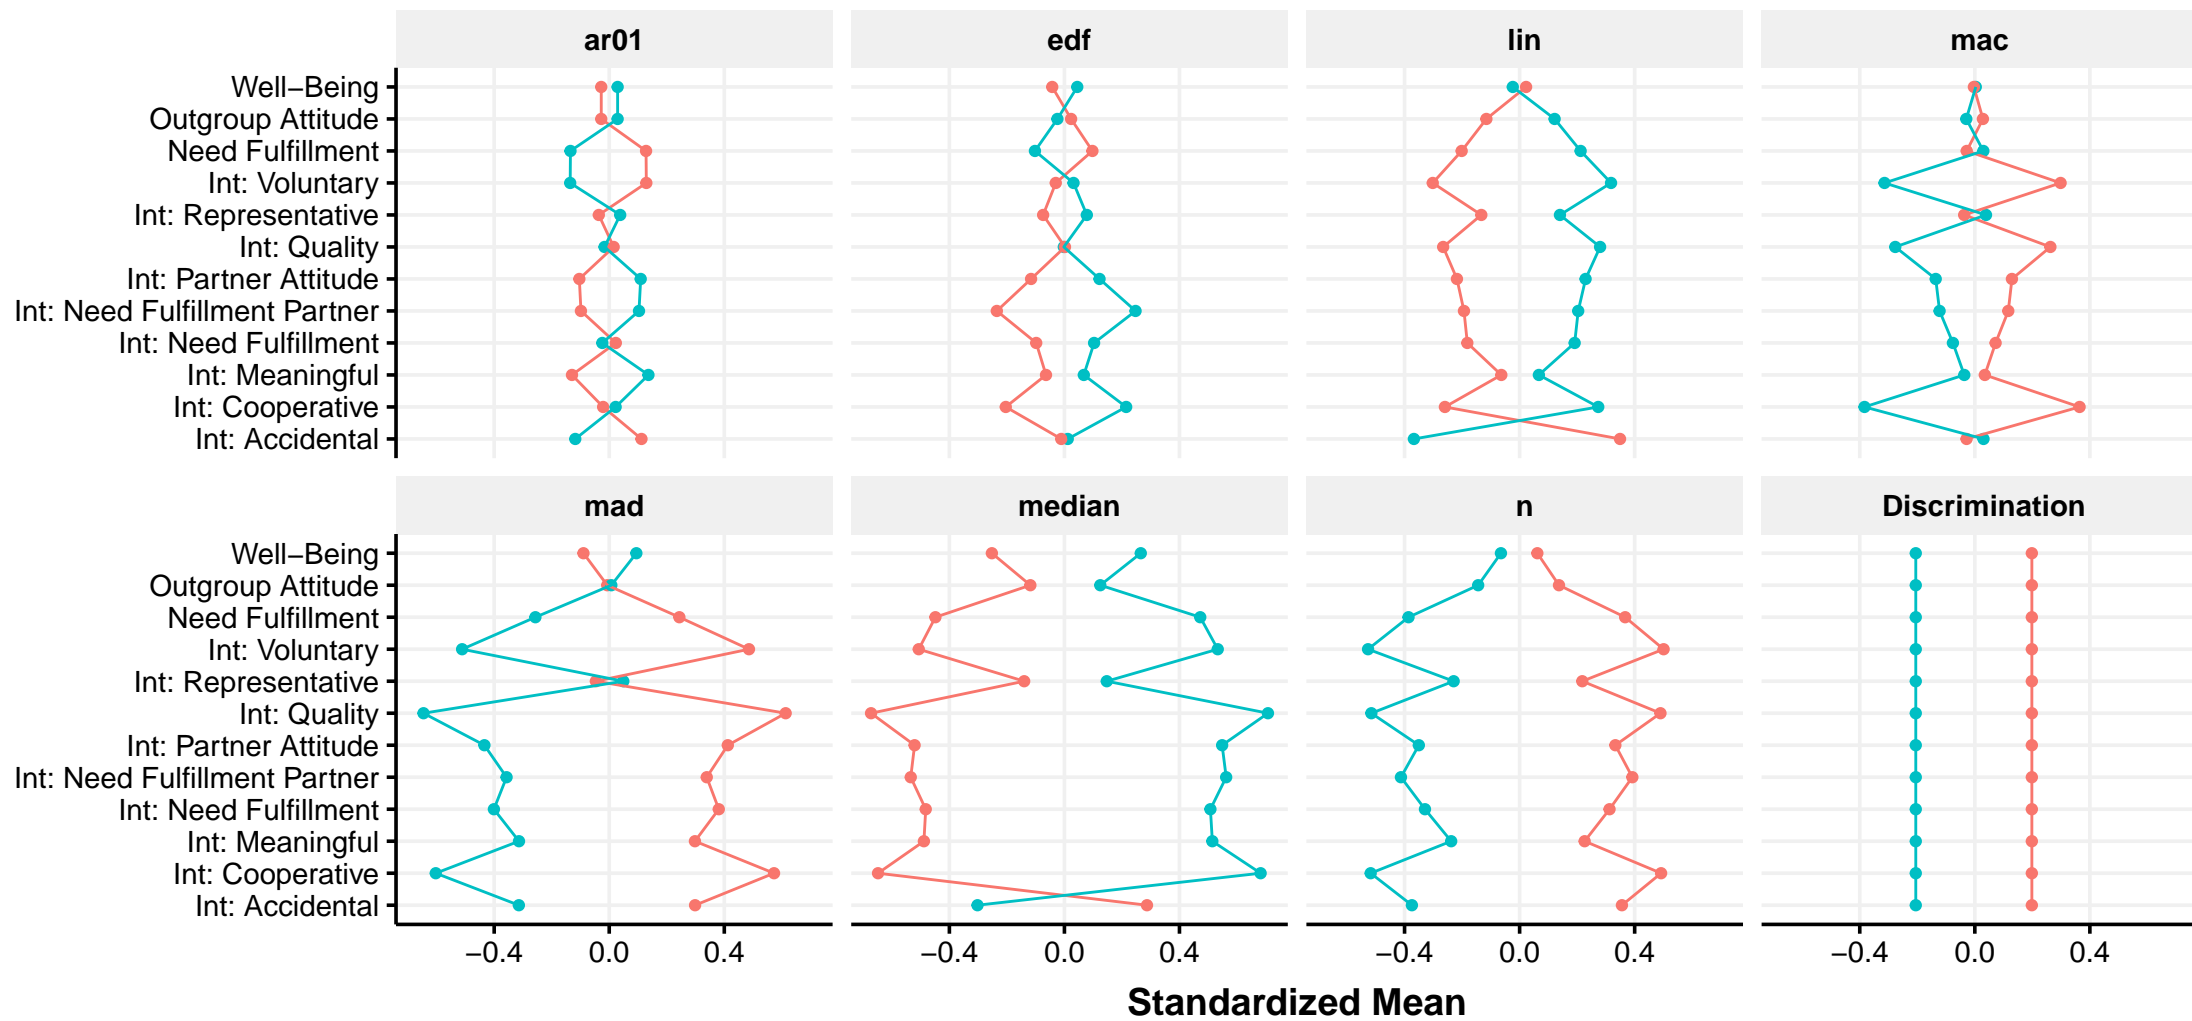 ar01 edf lin mac
Well−Being
Outgroup Attitude
Need Fulfillment
Int: Voluntary
Int: Representative
Int: Quality
Int: Partner Attitude
Int: Need Fulfillment Partner
Int: Need Fulfillment
Int: Meaningful
Int: Cooperative
Int: Accidental
mad median n Discrimination
Well−Being
Outgroup Attitude
Need Fulfillment
Int: Voluntary
Int: Representative
Int: Quality
Int: Partner Attitude
Int: Need Fulfillment Partner
Int: Need Fulfillment
Int: Meaningful
Int: Cooperative
Int: Accidental
−0.4 0.0 0.4 −0.4 0.0 0.4 −0.4 0.0 0.4 −0.4 0.0 0.4
Standardized Mean